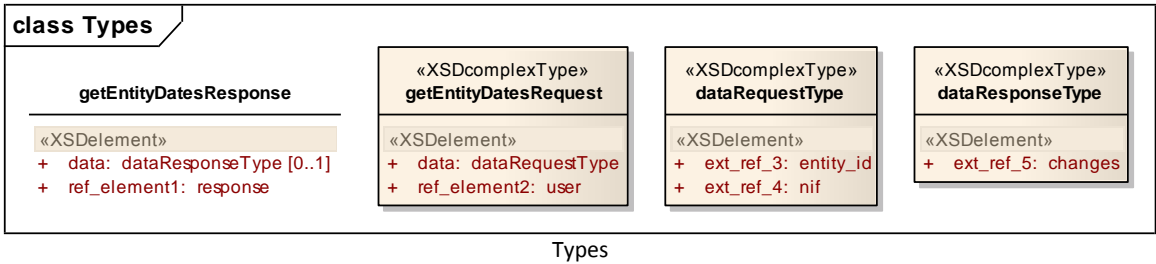 class Types
getEntityDatesResponse
«XSDelement»
+ data: dataResponseType [0..1]
+ ref_element1: response
«XSDcomplexType»
getEntityDatesRequest
«XSDelement»
+ data: dataRequestType
+ ref_element2: user
«XSDcomplexType»
dataRequestType
«XSDelement»
+ ext_ref_3: entity_id
+ ext_ref_4: nif
«XSDcomplexType»
dataResponseType
«XSDelement»
+ ext_ref_5: changes
Types